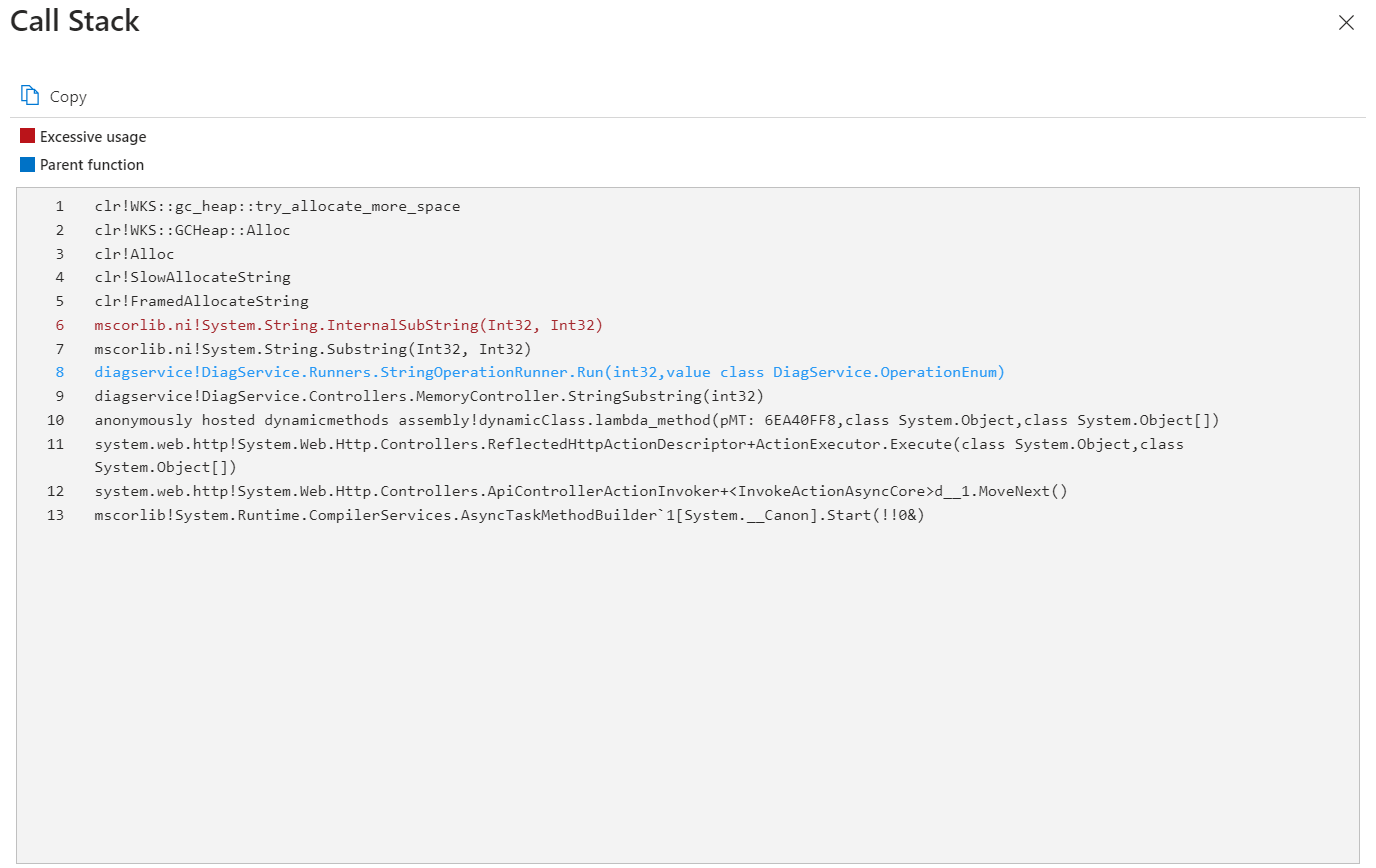 Call Stack
Copy
Excessive usage
Parent function
1 clr!WKS::gc_heap::try_allocate_more_space
2 clr!WKS::GCHeap::Alloc
3 clr!Alloc
4 clr!SlowAllocateString
5 clr!FramedAllocateString
6 mscorlib.ni!System.String.InternalSubString(Int32, Int32)
7 mscorlib.ni!System.String.Substring(Int32, Int32)
8 diagservice!DiagService.Runners.StringOperationRunner.Run(int32,value class DiagService.OperationEnum)
9 diagservice!DiagService.Controllers.MemoryController.StringSubstring(int32)
10 anonymously hosted dynamicmethods assembly!dynamicClass.lambda_method(pMT: 6EA40FF8,class System.Object,class System.Object[])
11 system.web.http!System.Web.Http.Controllers.ReflectedHttpActionDescriptor+ActionExecutor.Execute(class System.Object,class
System.Object[])
12 system.web.http!System.Web.Http.Controllers.ApiControllerActionInvoker+<InvokeActionAsyncCore>d__1.MoveNext()
13 mscorlib!System.Runtime.CompilerServices.AsyncTaskMethodBuilder`1[System.__Canon].Start(!!0&)